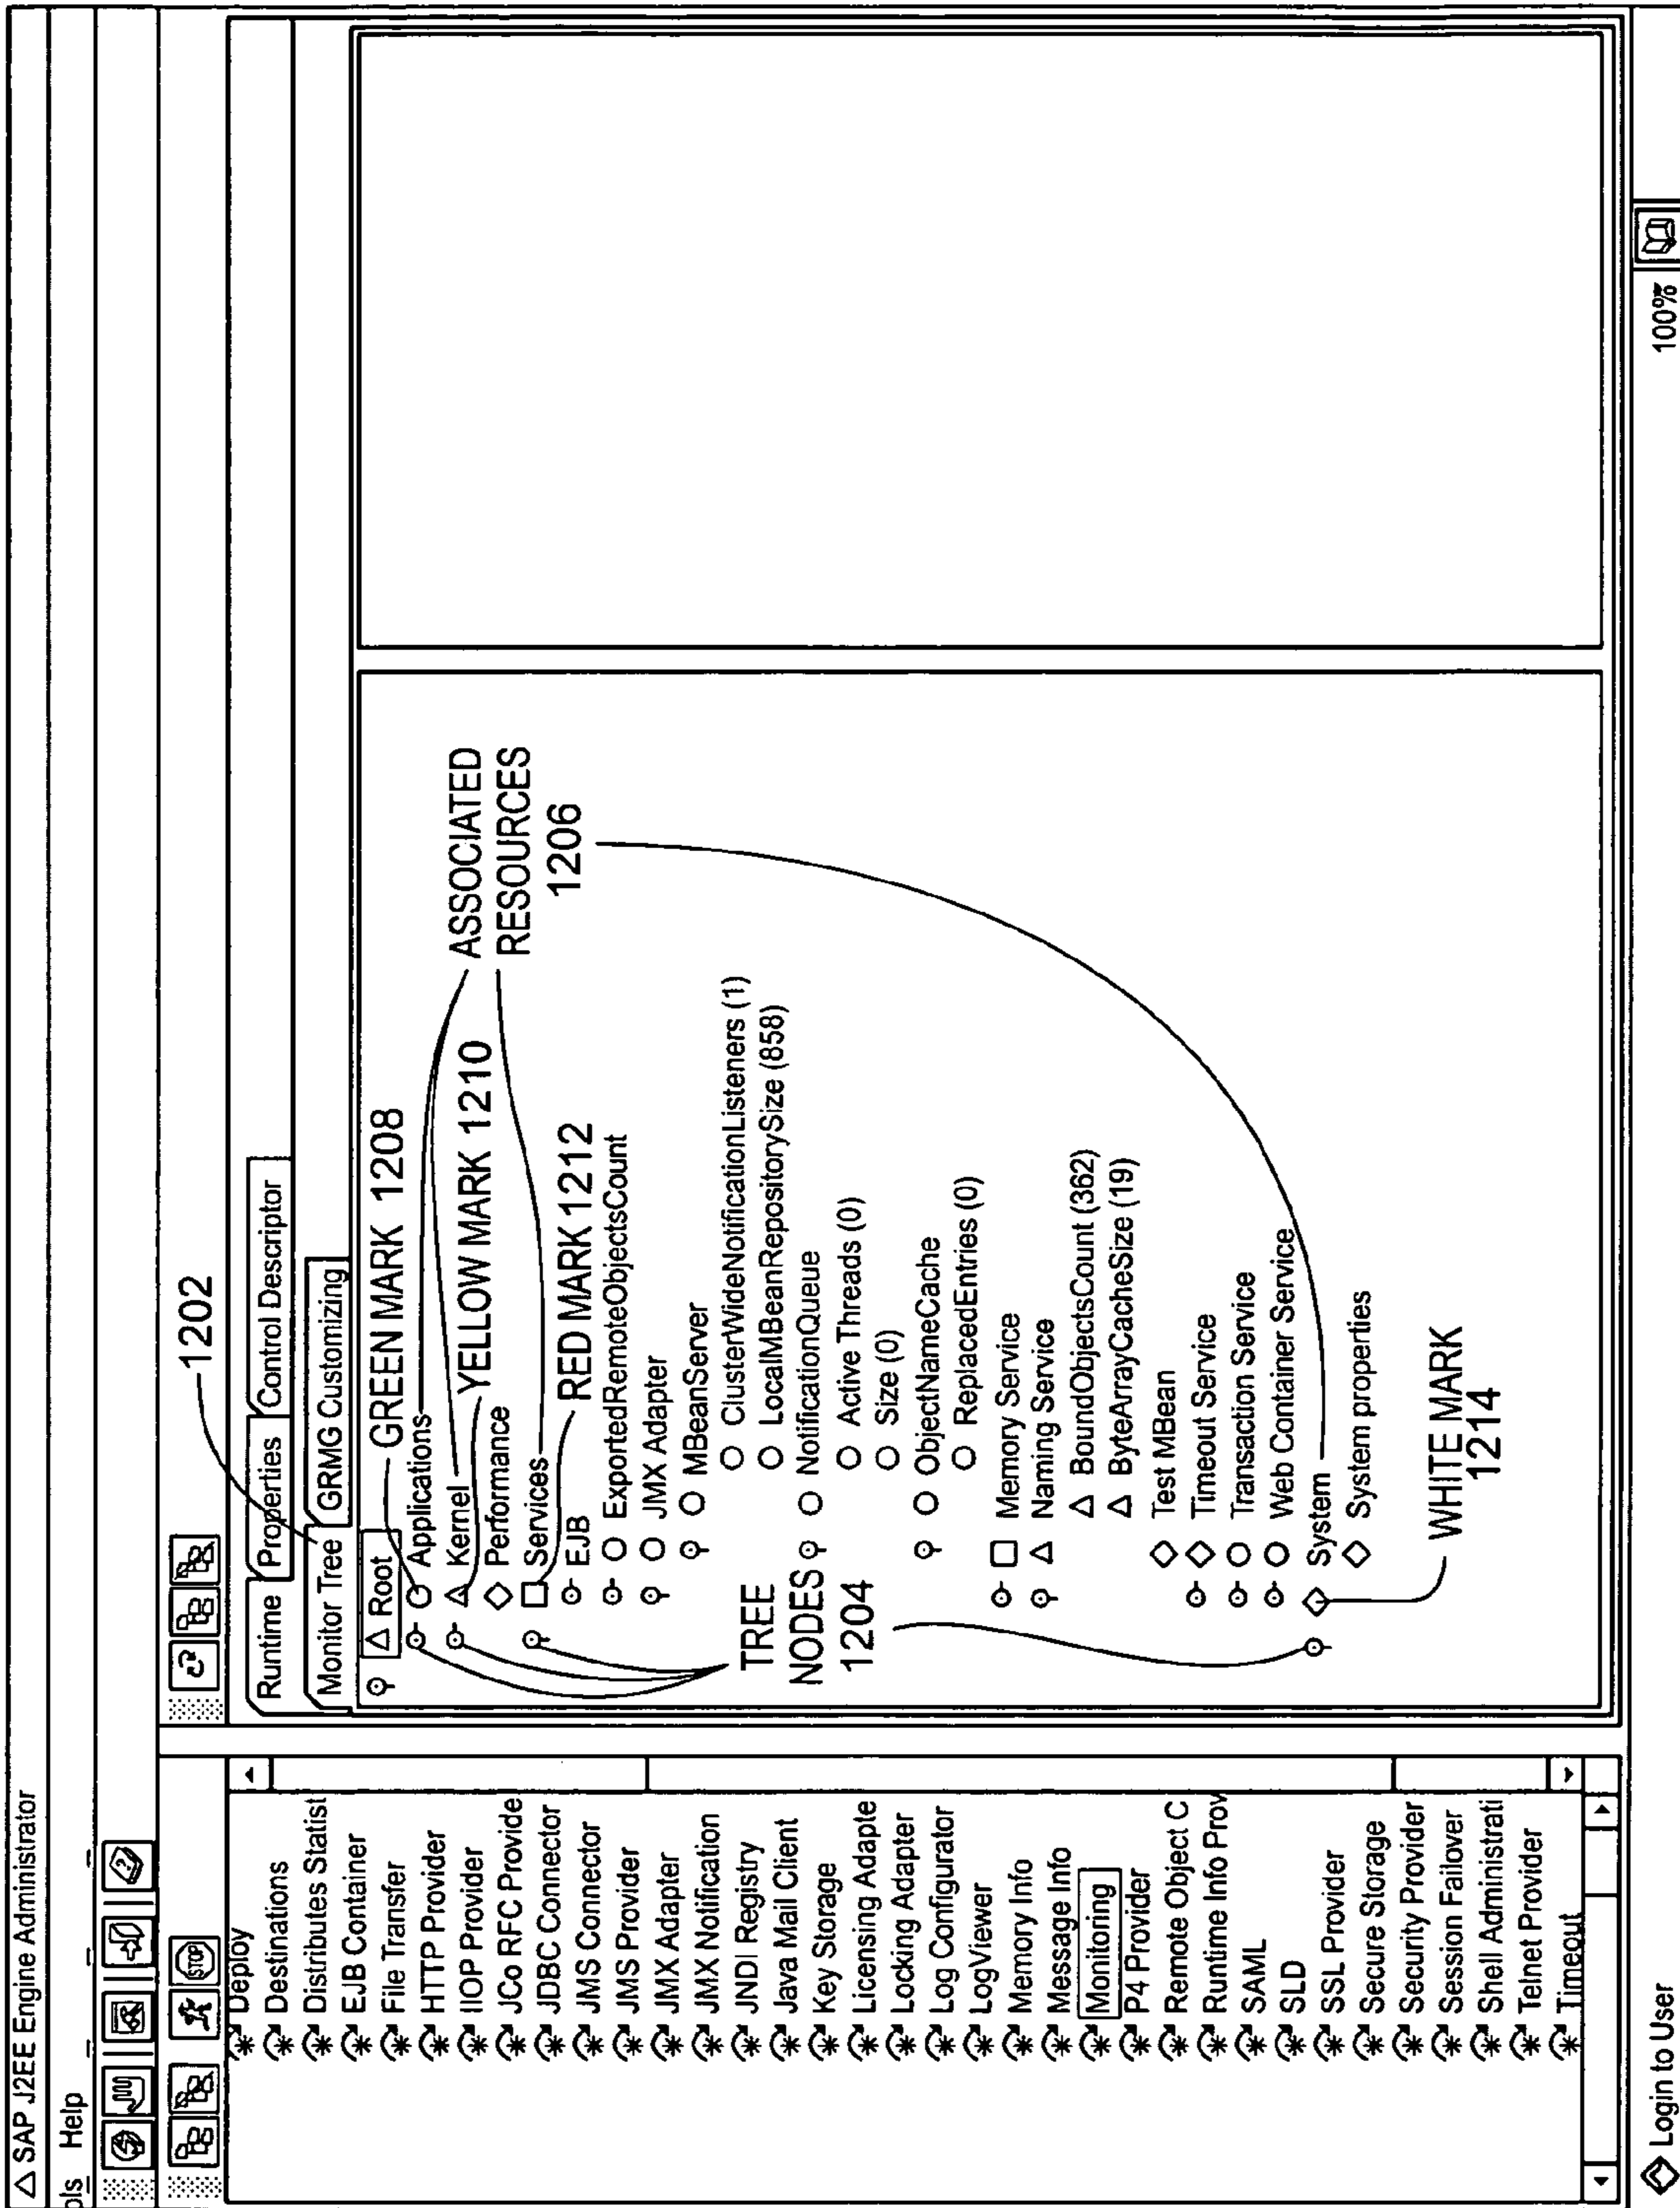 SAP J2EE Engine Administrator
ols Help
STOP
Deploy
Destinations
Distributes Statist
EJB Container
File Transfer
HTTP Provider
IIOP Provider
JCo RFC Provide
JDBC Connector
JMS Connector
JMS Provider
JMX Adapter
JMX Notification
JNDI Registry
Java Mail Client
Key Storage
Licensing Adapte
Locking Adapter
Log Configurator
LogViewer
Memory Info
Message Info
Monitoring
P4 Provider
Remote Object C
Runtime Info Prov
SAML
SLD
SSL Provider
Secure Storage
Security Provider
Session Failover
Shell Administrati
Telnet Provider
Timeout
1202
Runtime Properties Control Descriptor
Monitor Tree GRMG Customizing
Root
GREEN MARK 1208
Applications
Kernel
YELLOW MARK 1210
Performance
Services
RED MARK 1212
ASSOCIATED
RESOURCES
1206
EJB
ExportedRemoteObjectsCount
JMX Adapter
MBeanServer
ClusterWideNotificationListeners (1)
LocalMBeanRepositorySize (858)
NotificationQueue
Active Threads (0)
Size (0)
ObjectNameCache
ReplacedEntries (0)
TREE
NODES
1204
Memory Service
Naming Service
BoundObjectsCount (362)
ByteArrayCacheSize (19)
Test MBean
Timeout Service
Transaction Service
Web Container Service
System
System properties
WHITE MARK
1214
Login to User
100%